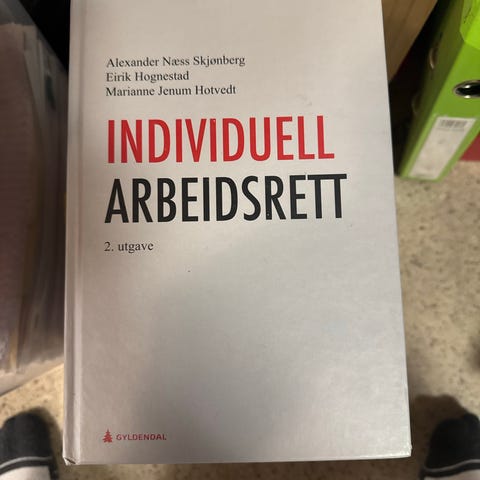 Alexander Næss Skjønberg
Eirik Hognestad
Marianne Jenum Hotvedt
INDIVIDUELL
ARBEIDSRETT
2. utgave
GYLDENDAL